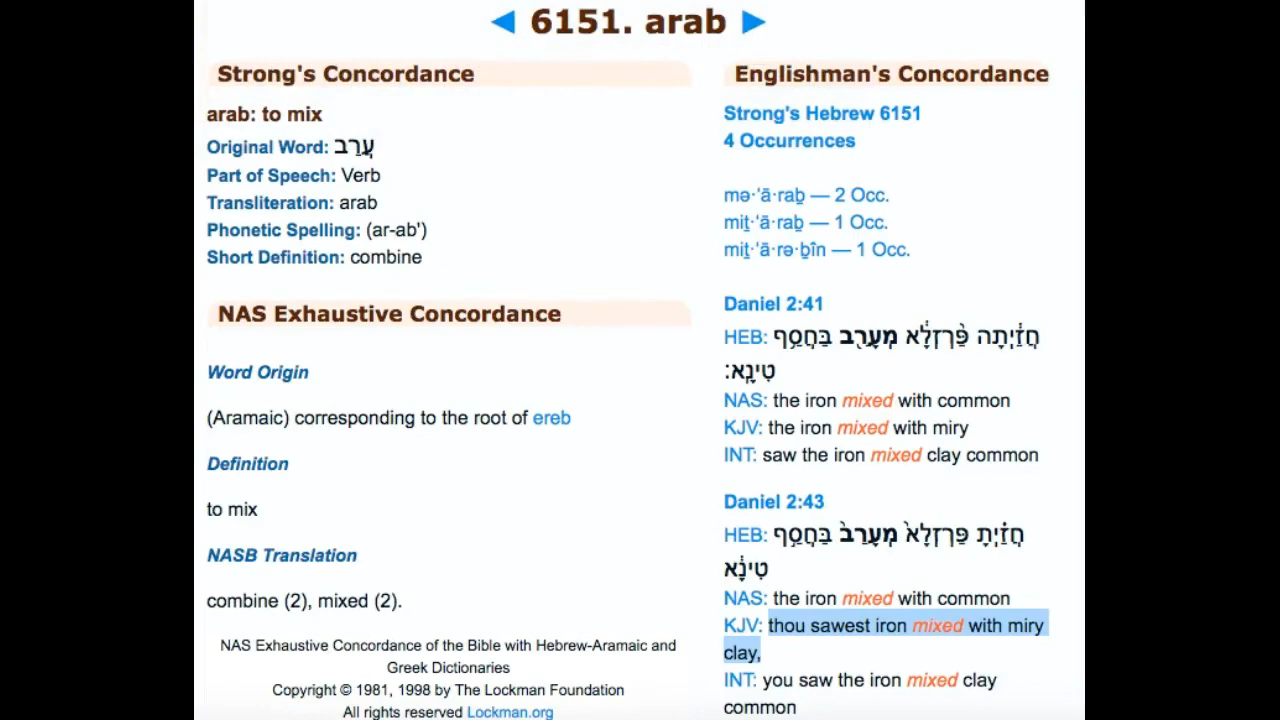 ◄ 6151. arab ►
Strong's Concordance
arab: to mix
Original Word: עֲרַב
Part of Speech: Verb
Transliteration: arab
Phonetic Spelling: (ar-ab')
Short Definition: combine
NAS Exhaustive Concordance
Word Origin
(Aramaic) corresponding to the root of ereb
Definition
to mix
NASB Translation
combine (2), mixed (2).
NAS Exhaustive Concordance of the Bible with Hebrew-Aramaic and
Greek Dictionaries
Copyright © 1981, 1998 by The Lockman Foundation
All rights reserved Lockman.org
Englishman's Concordance
Strong's Hebrew 6151
4 Occurrences
mə·‘ā·raḇ — 2 Occ.
miṯ·‘ā·raḇ — 1 Occ.
miṯ·‘ā·rə·ḇîn — 1 Occ.
Daniel 2:41
HEB: חֲזַ֔יְתָה פַּ֨רְזְלָ֔א מְעָרַ֖ב בַּחֲסַ֥ף
טִינָֽא׃
NAS: the iron mixed with common
KJV: the iron mixed with miry
INT: saw the iron mixed clay common
Daniel 2:43
HEB: חֲזַ֗יְתָ פַּרְזְלָא֙ מְעָרַב֙ בַּחֲסַ֣ף
טִינָ֔א
NAS: the iron mixed with common
KJV: thou sawest iron mixed with miry
clay,
INT: you saw the iron mixed clay
common